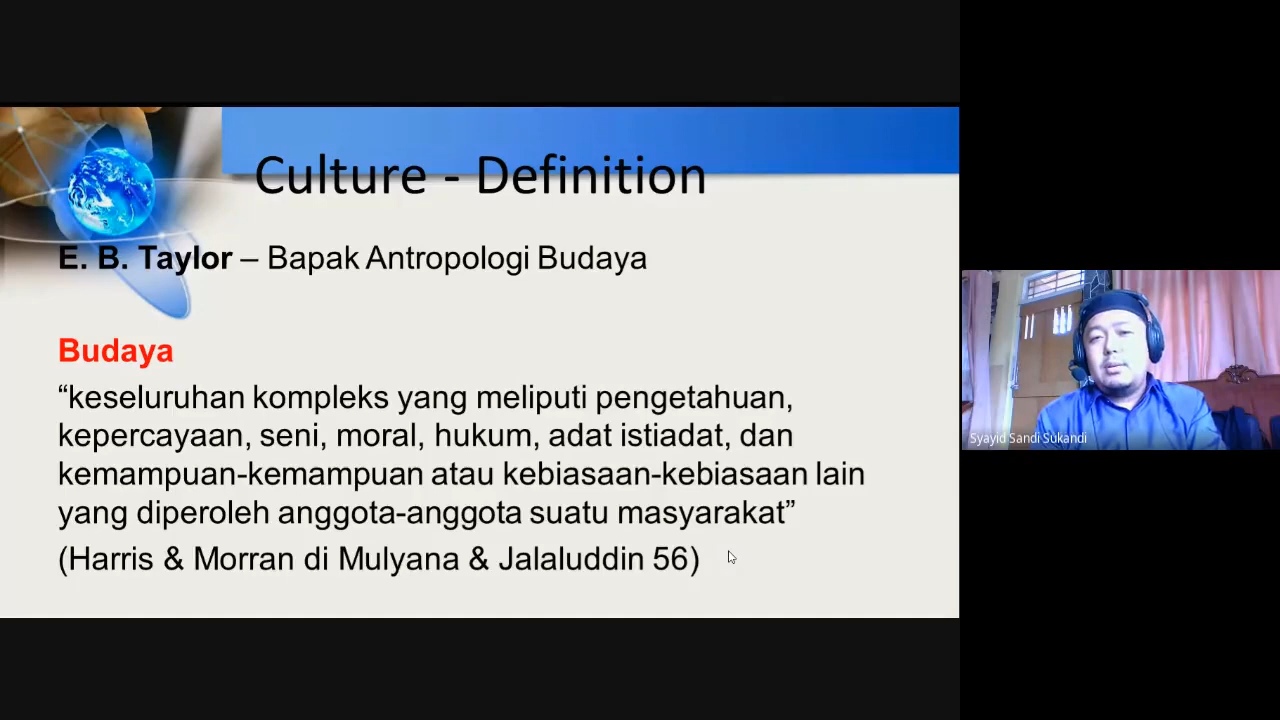 Culture - Definition
E. B. Taylor – Bapak Antropologi Budaya
Budaya
“keseluruhan kompleks yang meliputi pengetahuan,
kepercayaan, seni, moral, hukum, adat istiadat, dan
kemampuan-kemampuan atau kebiasaan-kebiasaan lain
yang diperoleh anggota-anggota suatu masyarakat”
(Harris & Morran di Mulyana & Jalaluddin 56)
Syayid Sandi Sukandi